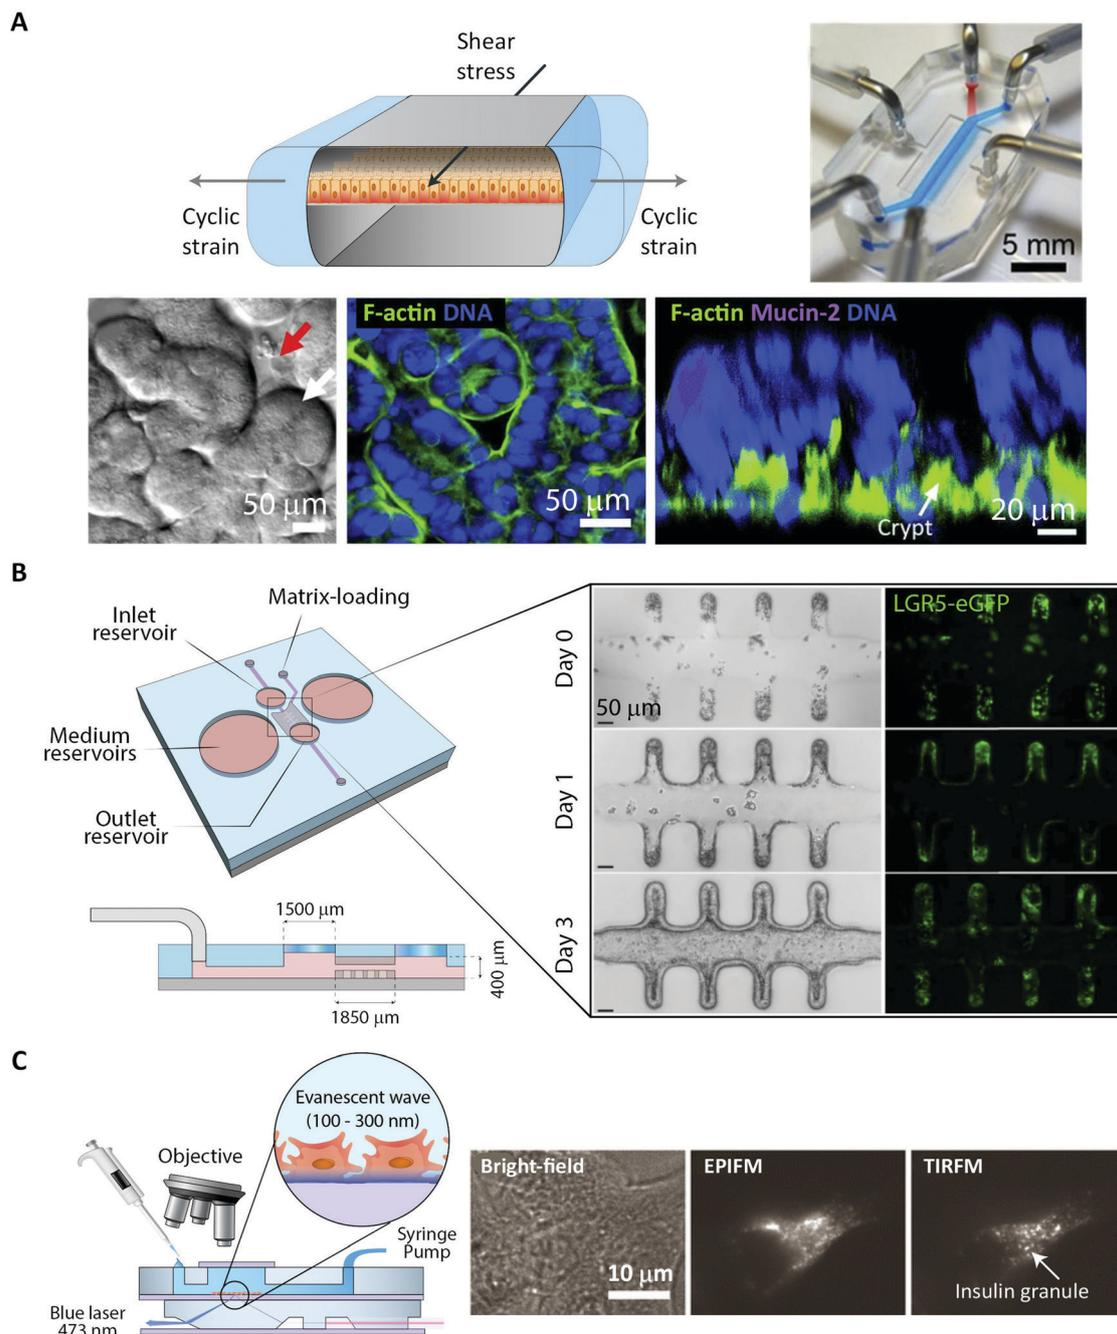 A
Shear
stress
Cyclic
strain
Cyclic
strain
5 mm
50 μm
F-actin DNA
50 μm
F-actin Mucin-2 DNA
Crypt
20 μm
B
Inlet
reservoir
Matrix-loading
Medium
reservoirs
Outlet
reservoir
1500 μm
400 μm
1850 μm
Day 0
50 μm
LGR5-eGFP
Day 1
Day 3
C
Evanescent wave
(100 - 300 nm)
Objective
Syringe
Pump
Blue laser
473 nm
Bright-field
10 μm
EPIFM
TIRFM
Insulin granule